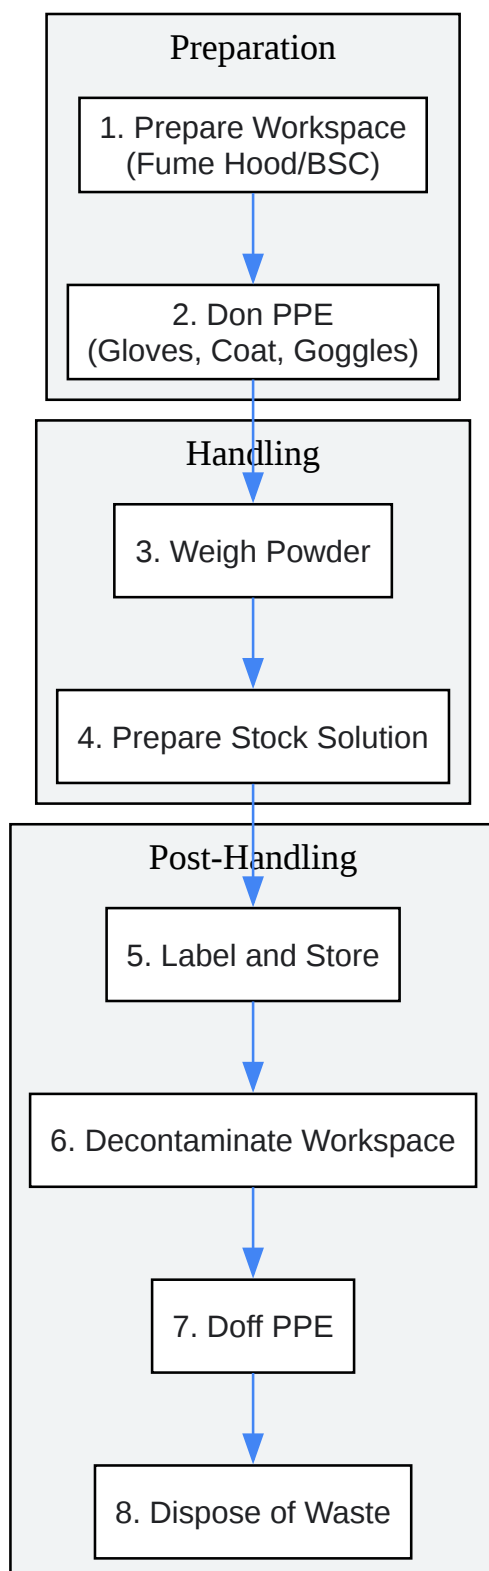 Preparation
1. Prepare Workspace
(Fume Hood/BSC)
2. Don PPE
(Gloves, Coat, Goggles)
Handling
3. Weigh Powder
4. Prepare Stock Solution
Post-Handling
5. Label and Store
6. Decontaminate Workspace
7. Doff PPE
8. Dispose of Waste